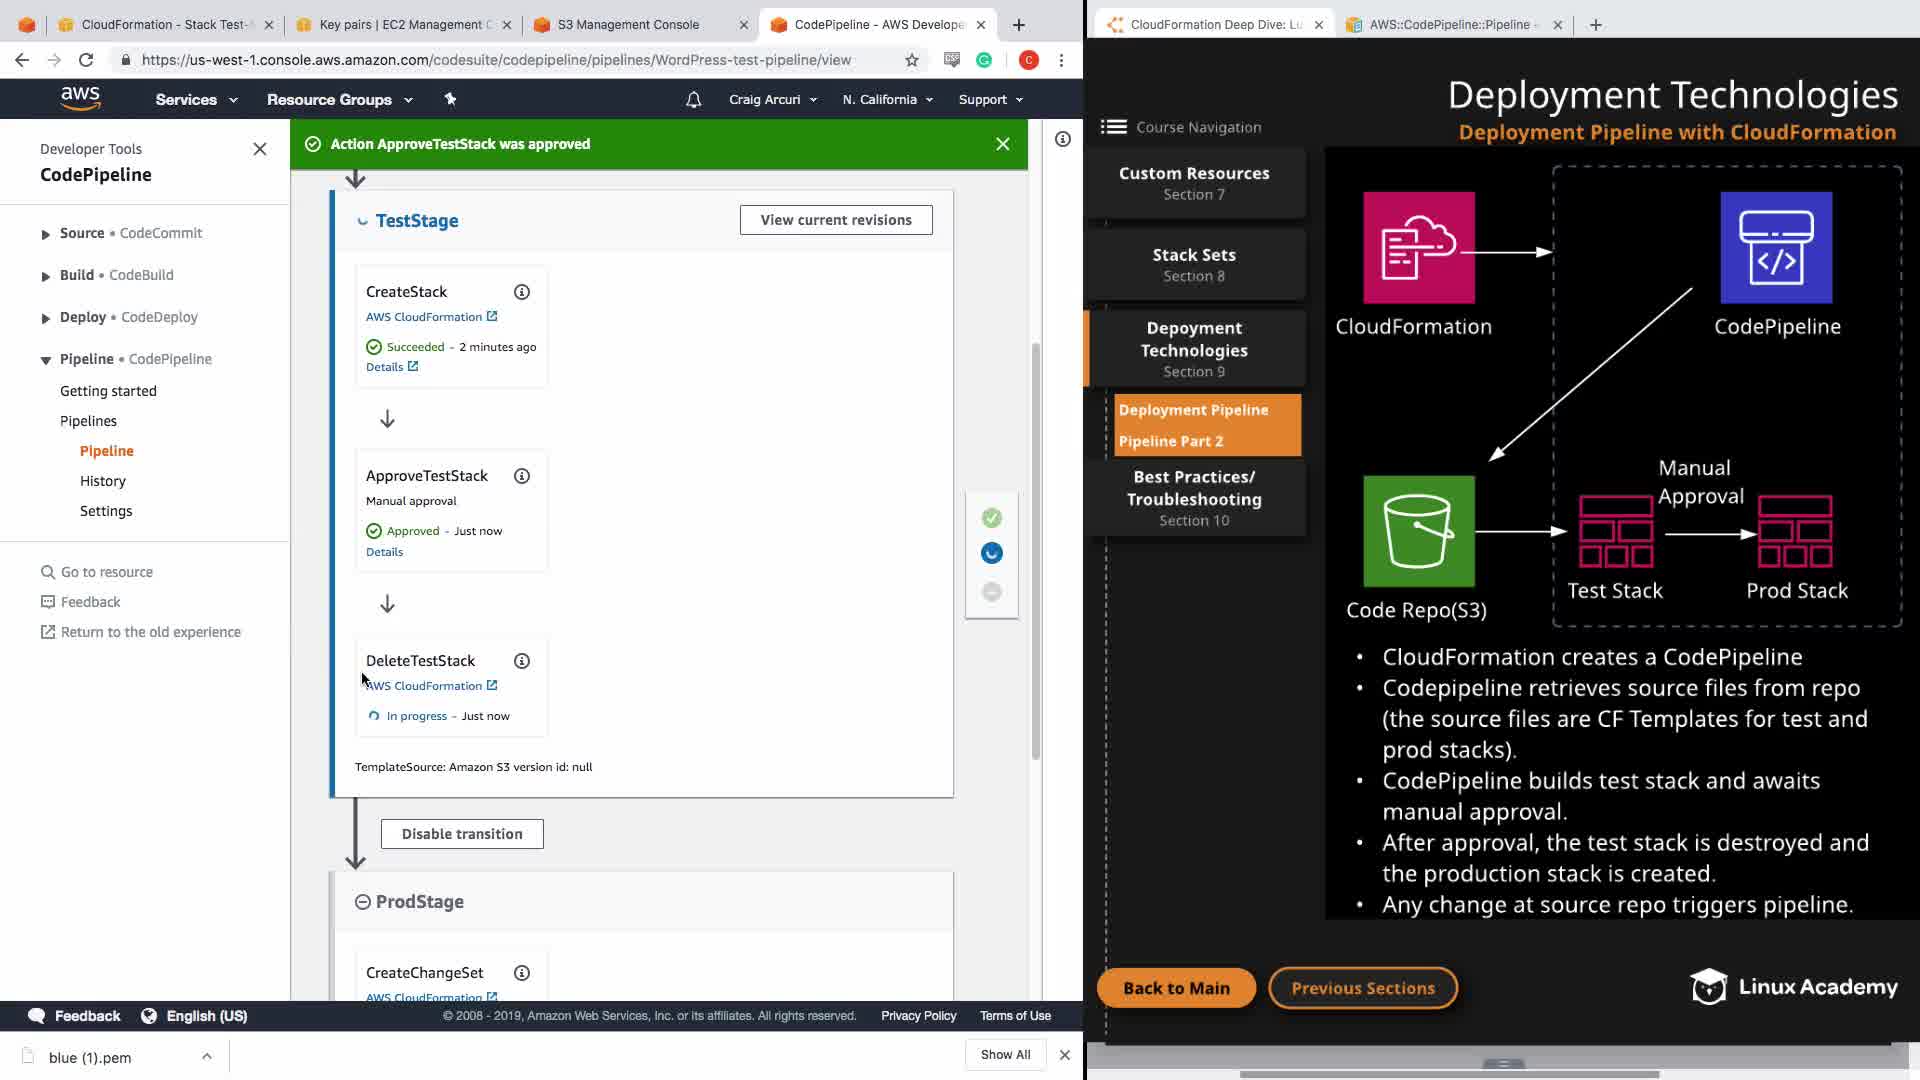 CloudFormation - Stack Test-
Key pairs | EC2 Management C
S3 Management Console
CodePipeline - AWS Develope
https://us-west-1.console.aws.amazon.com/codesuite/codepipeline/pipelines/WordPress-test-pipeline/view
C
aws
Services
Resource Groups
Craig Arcuri
N. California
Support
Developer Tools
CodePipeline
Source • CodeCommit
Build • CodeBuild
Deploy • CodeDeploy
Pipeline • CodePipeline
Getting started
Pipelines
Pipeline
History
Settings
Go to resource
Feedback
Return to the old experience
Action ApproveTestStack was approved
TestStage
View current revisions
CreateStack
AWS CloudFormation
Succeeded - 2 minutes ago
Details
ApproveTestStack
Manual approval
Approved - Just now
Details
DeleteTestStack
AWS CloudFormation
In progress - Just now
TemplateSource: Amazon S3 version id: null
Disable transition
ProdStage
CreateChangeSet
AWS CloudFormation
Feedback
English (US)
© 2008 - 2019, Amazon Web Services, Inc. or its affiliates. All rights reserved.
Privacy Policy
Terms of Use
blue (1).pem
Show All
CloudFormation Deep Dive: Lu
AWS::CodePipeline::Pipeline -
Deployment Technologies
Deployment Pipeline with CloudFormation
Course Navigation
Custom Resources
Section 7
Stack Sets
Section 8
Depoyment
Technologies
Section 9
Deployment Pipeline
Pipeline Part 2
Best Practices/
Troubleshooting
Section 10
CloudFormation
CodePipeline
Manual
Approval
Code Repo(S3)
Test Stack
Prod Stack
• CloudFormation creates a CodePipeline
• Codepipeline retrieves source files from repo
(the source files are CF Templates for test and
prod stacks).
• CodePipeline builds test stack and awaits
manual approval.
• After approval, the test stack is destroyed and
the production stack is created.
• Any change at source repo triggers pipeline.
Back to Main
Previous Sections
Linux Academy